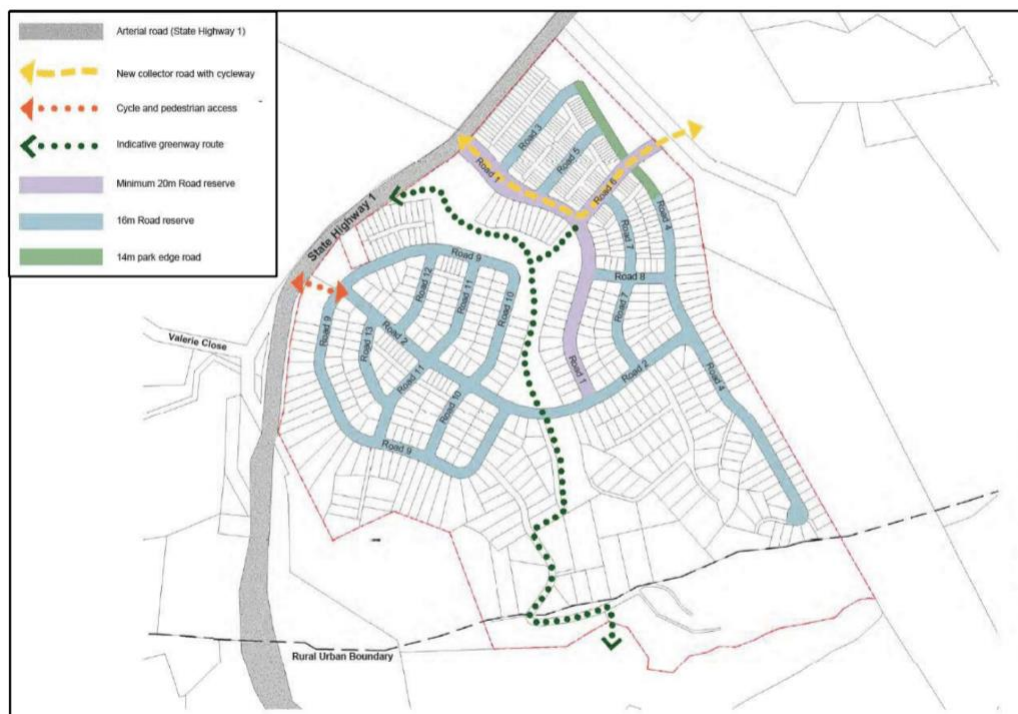 Arterial road (State Highway 1)
New collector road with cycleway
Cycle and pedestrian access
Indicative greenway route
Minimum 20m Road reserve
16m Road reserve
14m park edge road
Road 3
Road 5
Road 1
Road 6
State Highway 1
Road 7
Road 4
Road 9
Road 12
Road 11
Road 10
Road 8
Road 7
Road 9
Road 13
Road 2
Valerie Close
Road 11
Road 2
Road 1
Road 4
Road 10
Road 9
Rural Urban Boundary